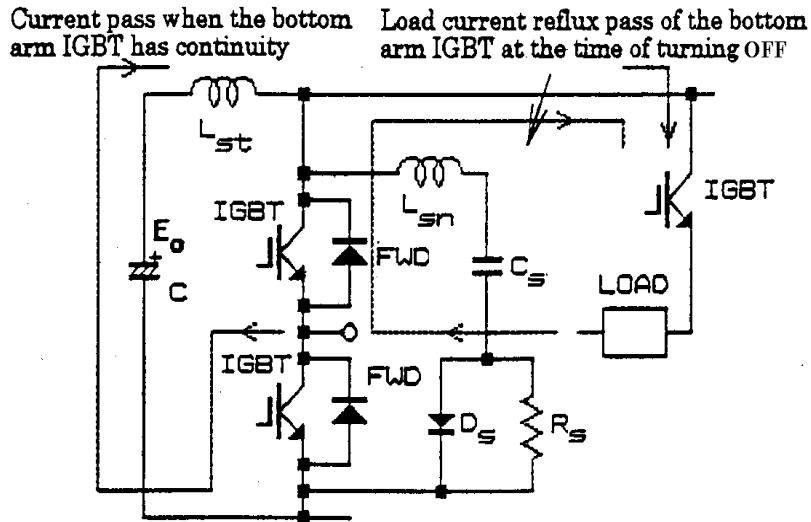 Current pass when the bottom
arm IGBT has continuity
Load current reflux pass of the bottom
arm IGBT at the time of turning OFF
Lst
IGBT
Lsn
IGBT
Eo
+
C
FWD
Cs
LOAD
IGBT
FWD
Ds
Rs